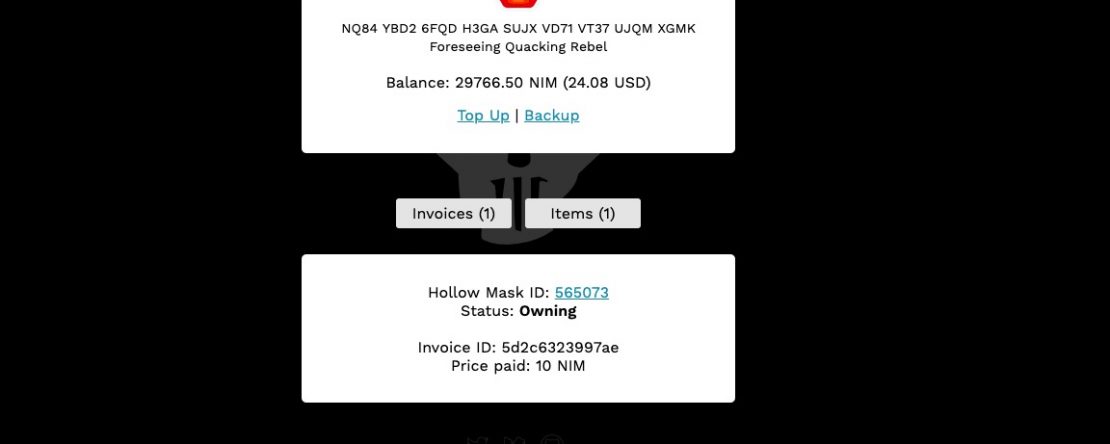 NQ84 YBD2 6FQD H3GA SUJX VD71 VT37 UJQM XGMK
Foreseeing Quacking Rebel
Balance: 29766.50 NIM (24.08 USD)
Top Up | Backup
Invoices (1) Items (1)
Hollow Mask ID: 565073
Status: Owning
Invoice ID: 5d2c6323997ae
Price paid: 10 NIM